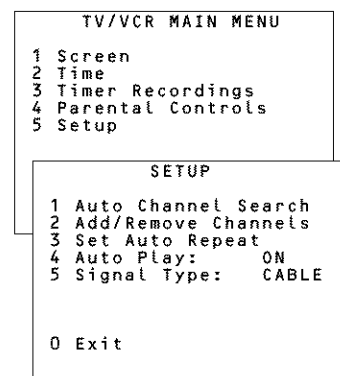 TV/VCR MAIN MENU
1 Screen
2 Time
3 Timer Recordings
4 Parental Controls
5 Setup
SETUP
1 Auto Channel Search
2 Add/Remove Channels
3 Set Auto Repeat
4 Auto Play: ON
5 Signal Type: CABLE
0 Exit